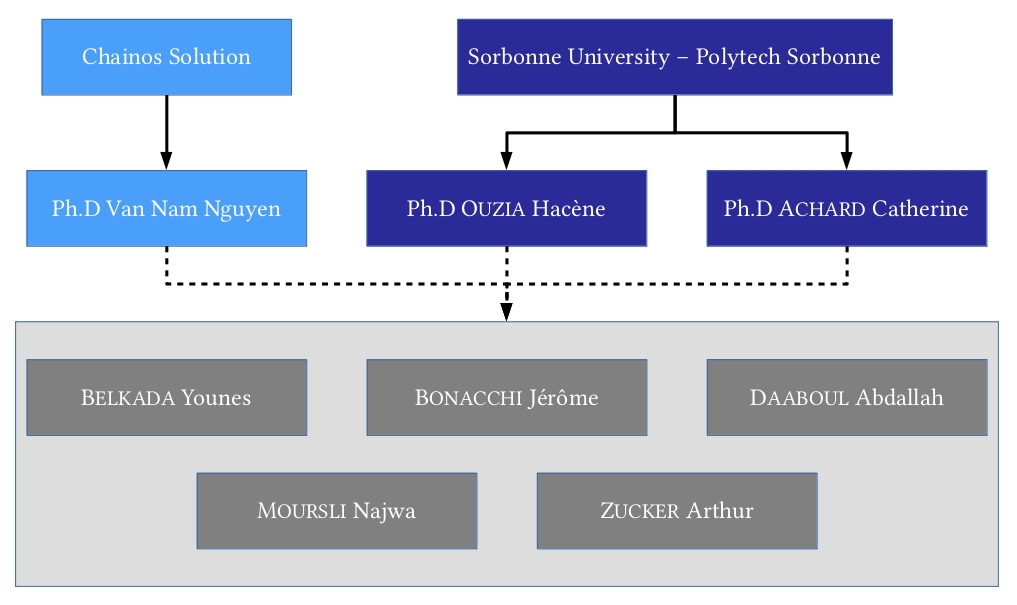 Chainos Solution
Sorbonne University – Polytech Sorbonne
Ph.D Van Nam Nguyen
Ph.D OUZIA Hacène
Ph.D ACHARD Catherine
BELKADA Younes
BONACCHI Jérôme
DAABOUL Abdallah
MOURSLI Najwa
ZUCKER Arthur